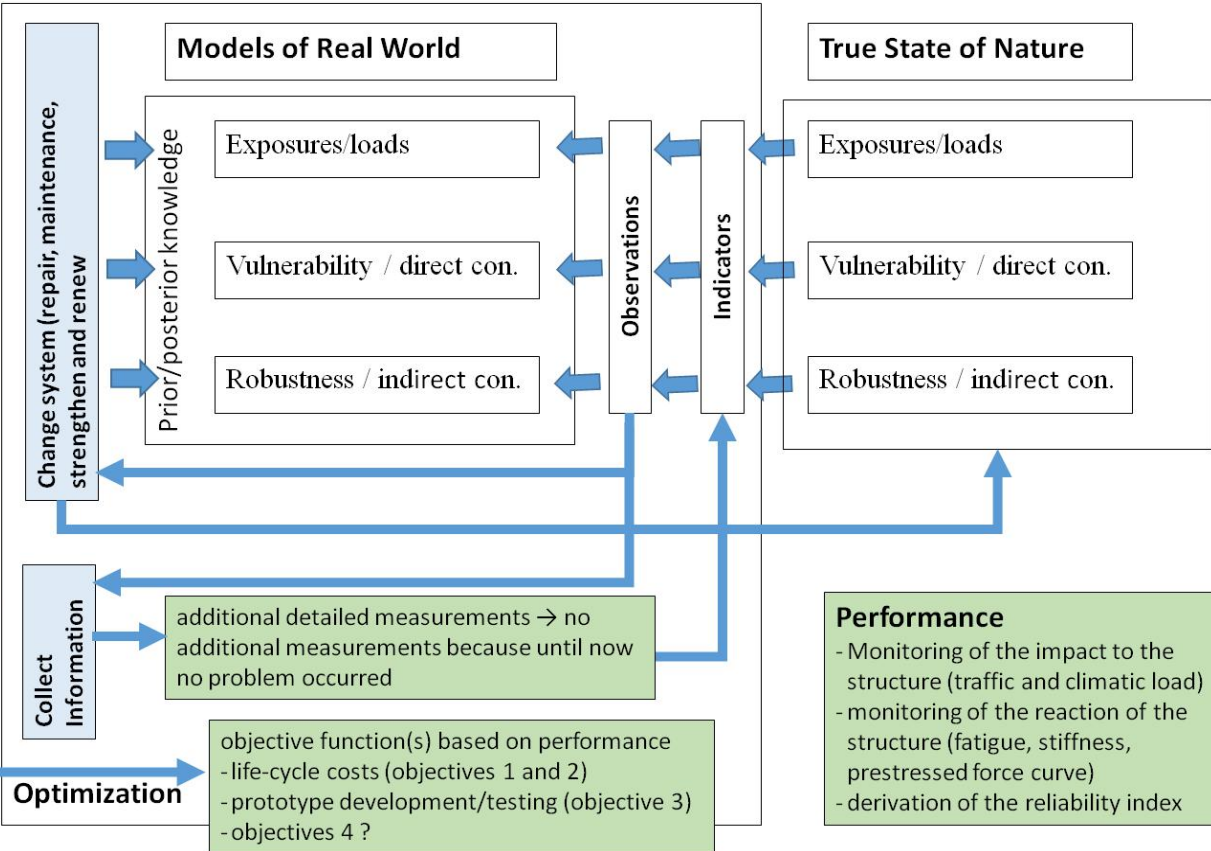 Models of Real World
True State of Nature
Change system (repair, maintenance,
strengthen and renew
Prior/posterior knowledge
Exposures/loads
Vulnerability / direct con.
Robustness / indirect con.
Observations
Indicators
Exposures/loads
Vulnerability / direct con.
Robustness / indirect con.
Collect
Information
additional detailed measurements → no
additional measurements because until now
no problem occurred
Optimization
objective function(s) based on performance
- life-cycle costs (objectives 1 and 2)
- prototype development/testing (objective 3)
- objectives 4 ?
Performance
- Monitoring of the impact to the
structure (traffic and climatic load)
- monitoring of the reaction of the
structure (fatigue, stiffness,
prestressed force curve)
- derivation of the reliability index